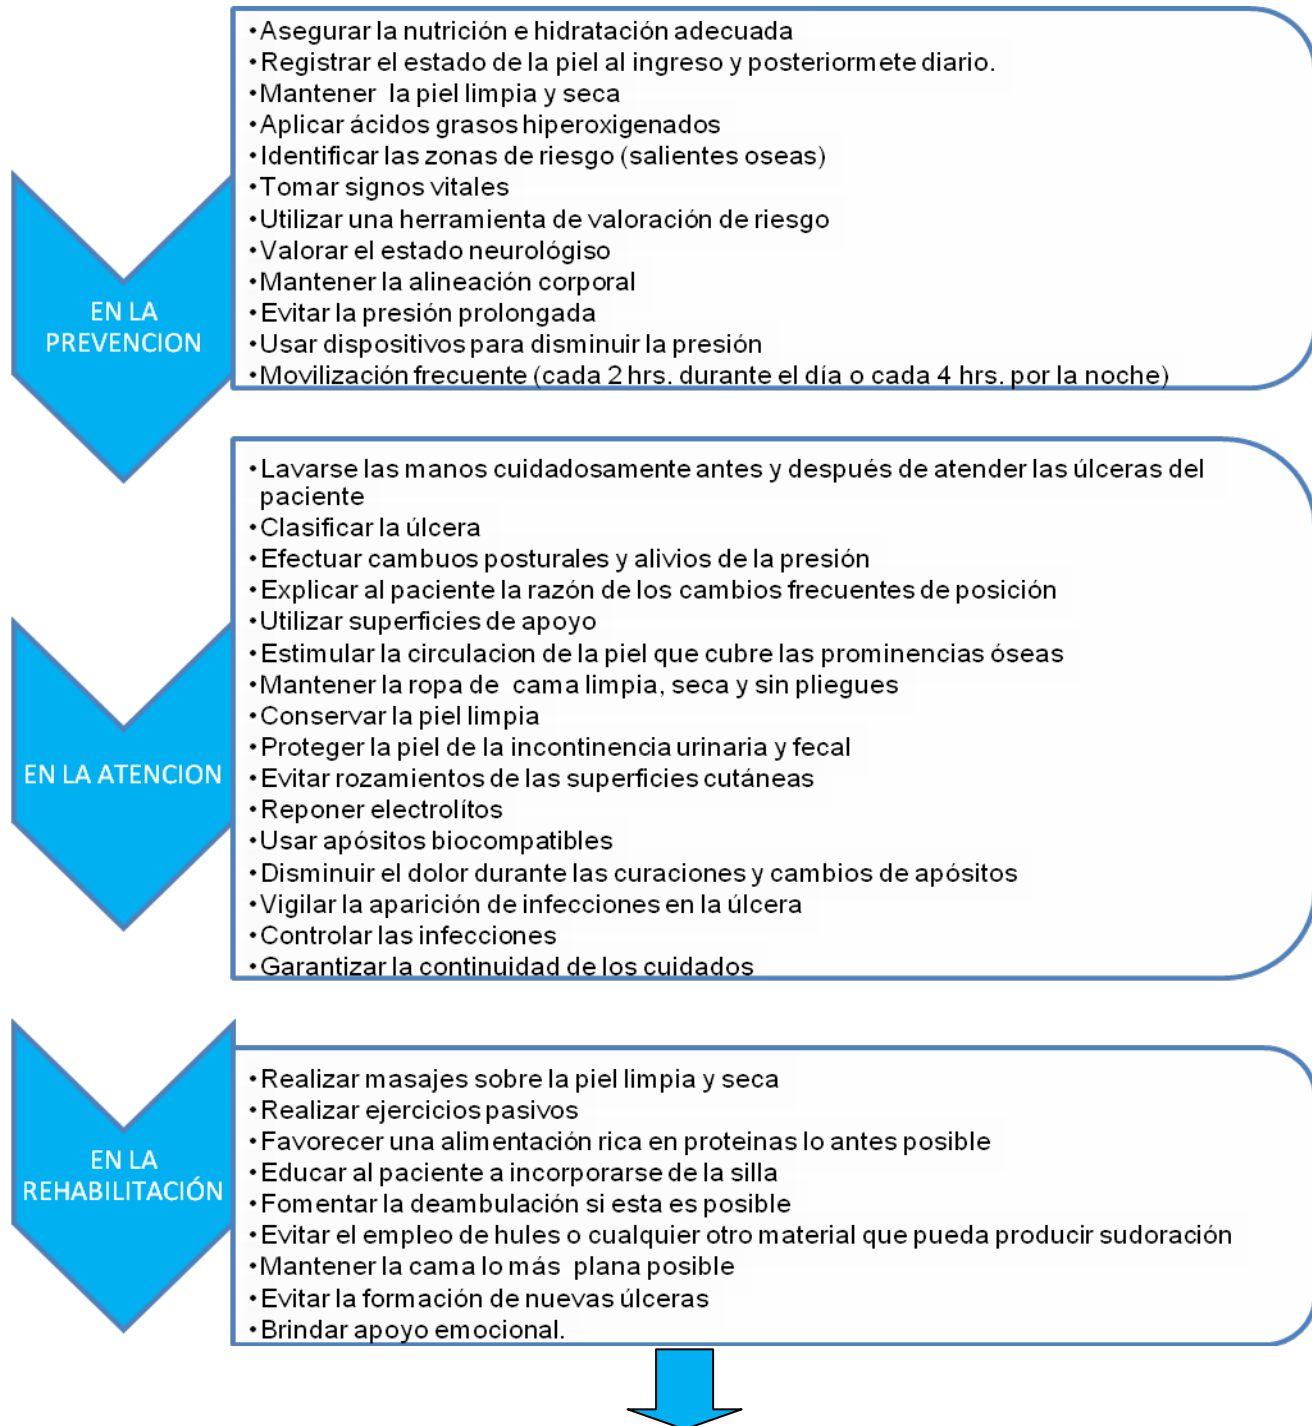 •Asegurar la nutrición e hidratación adecuada
•Registrar el estado de la piel al ingreso y posteriormete diario.
•Mantener la piel limpia y seca
•Aplicar ácidos grasos hiperoxigenados
•Identificar las zonas de riesgo (salientes oseas)
•Tomar signos vitales
•Utilizar una herramienta de valoración de riesgo
•Valorar el estado neurológiso
•Mantener la alineación corporal
•Evitar la presión prolongada
•Usar dispositivos para disminuir la presión
•Movilización frecuente (cada 2 hrs. durante el día o cada 4 hrs. por la noche)
EN LA
PREVENCION
•Lavarse las manos cuidadosamente antes y después de atender las úlceras del
paciente
•Clasificar la úlcera
•Efectuar cambuos posturales y alivios de la presión
•Explicar al paciente la razón de los cambios frecuentes de posición
•Utilizar superficies de apoyo
•Estimular la circulacion de la piel que cubre las prominencias óseas
•Mantener la ropa de cama limpia, seca y sin pliegues
•Conservar la piel limpia
•Proteger la piel de la incontinencia urinaria y fecal
•Evitar rozamientos de las superficies cutáneas
•Reponer electrolítos
•Usar apósitos biocompatibles
•Disminuir el dolor durante las curaciones y cambios de apósitos
•Vigilar la aparición de infecciones en la úlcera
•Controlar las infecciones
•Garantizar la continuidad de los cuidados
EN LA ATENCION
•Realizar masajes sobre la piel limpia y seca
•Realizar ejercicios pasivos
•Favorecer una alimentación rica en proteinas lo antes posible
•Educar al paciente a incorporarse de la silla
•Fomentar la deambulación si esta es posible
•Evitar el empleo de hules o cualquier otro material que pueda producir sudoración
•Mantener la cama lo más plana posible
•Evitar la formación de nuevas úlceras
•Brindar apoyo emocional.
EN LA
REHABILITACIÓN